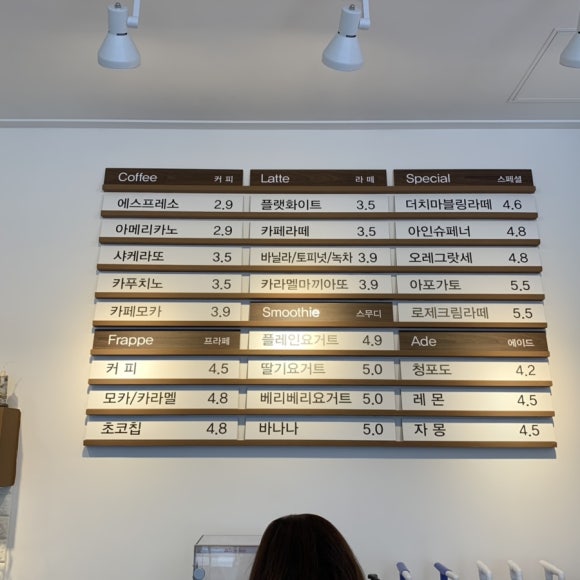 Coffee 커피
에스프레소 2.9
아메리카노 2.9
샤케라또 3.5
카푸치노 3.5
카페모카 3.9
Frappe 프라페
커피 4.5
모카/카라멜 4.8
초코칩 4.8
Latte 라떼
플랫화이트 3.5
카페라떼 3.5
바닐라/토피넛/녹차 3.9
카라멜마끼아또 3.9
Smoothie 스무디
플레인요거트 4.9
딸기요거트 5.0
베리베리요거트 5.0
바나나 5.0
Special 스페셜
더치마블링라떼 4.6
아인슈페너 4.8
오레그랏세 4.8
아포가토 5.5
로제크림라떼 5.5
Ade 에이드
청포도 4.2
레몬 4.5
자몽 4.5